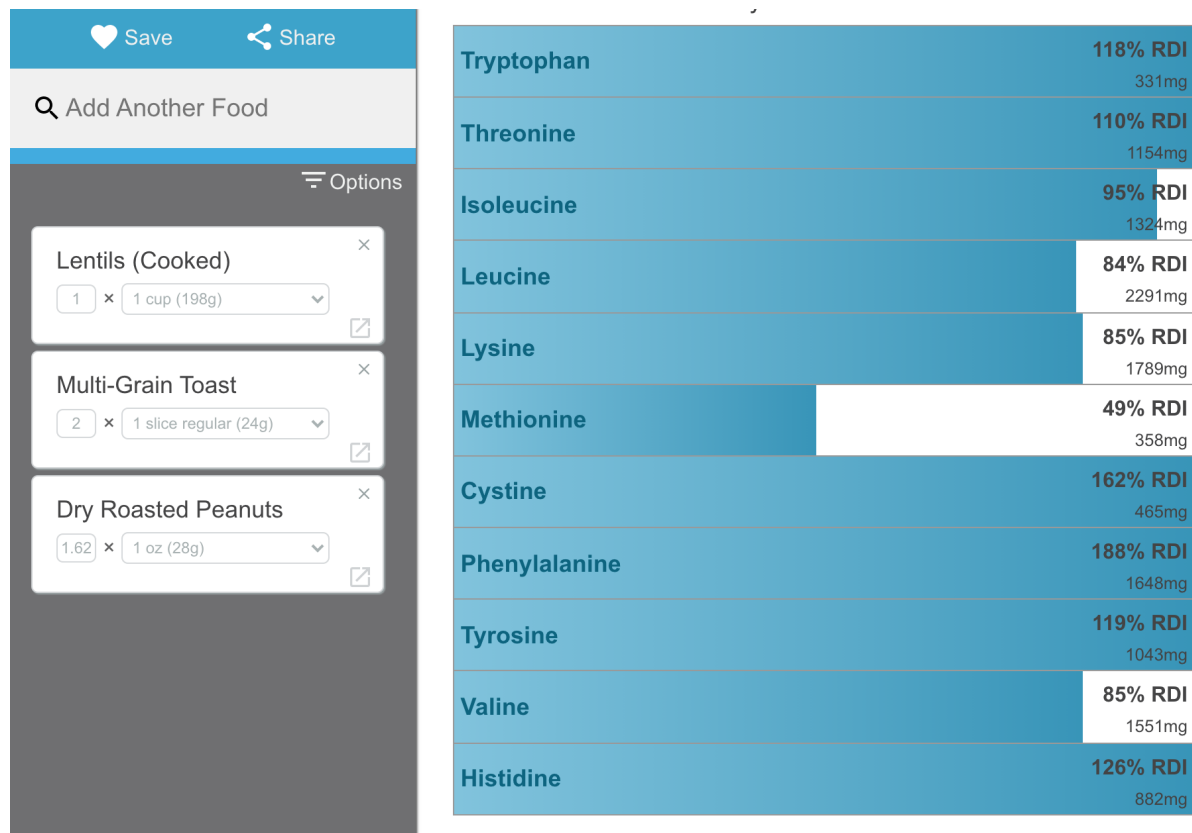 Save
Share
Add Another Food
Options
Lentils (Cooked)
×
1 × 1 cup (198g)
Multi-Grain Toast
×
2 × 1 slice regular (24g)
Dry Roasted Peanuts
×
1.62 × 1 oz (28g)
Tryptophan 118% RDI
331mg
Threonine 110% RDI
1154mg
Isoleucine 95% RDI
1324mg
Leucine 84% RDI
2291mg
Lysine 85% RDI
1789mg
Methionine 49% RDI
358mg
Cystine 162% RDI
465mg
Phenylalanine 188% RDI
1648mg
Tyrosine 119% RDI
1043mg
Valine 85% RDI
1551mg
Histidine 126% RDI
882mg